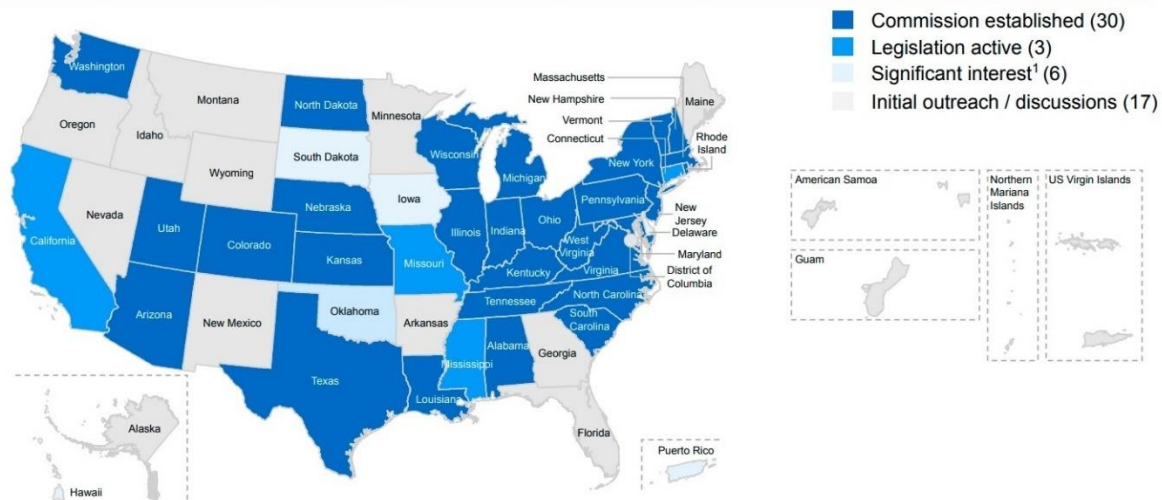 Commission established (30)
Legislation active (3)
Significant interest¹ (6)
Initial outreach / discussions (17)
Washington
Oregon
Idaho
Montana
Wyoming
Nevada
California
Utah
Colorado
Arizona
New Mexico
North Dakota
South Dakota
Nebraska
Kansas
Oklahoma
Texas
Minnesota
Iowa
Missouri
Arkansas
Louisiana
Wisconsin
Illinois
Michigan
Indiana
Ohio
Kentucky
Tennessee
Mississippi
Alabama
Georgia
Florida
South
Carolina
North Carolina
Virginia
West
Virginia
Pennsylvania
New York
Maine
Massachusetts
New Hampshire
Vermont
Connecticut
Rhode
Island
New
Jersey
Delaware
Maryland
District of
Columbia
Alaska
Hawaii
Puerto Rico
American Samoa
Guam
Northern
Mariana
Islands
US Virgin Islands